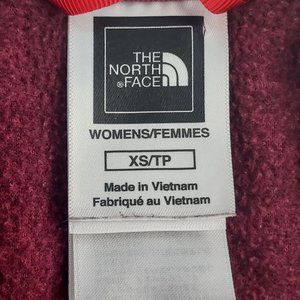 THE
NORTH
FACE
WOMENS/FEMMES
XS/TP
Made in Vietnam
Fabriqué au Vietnam